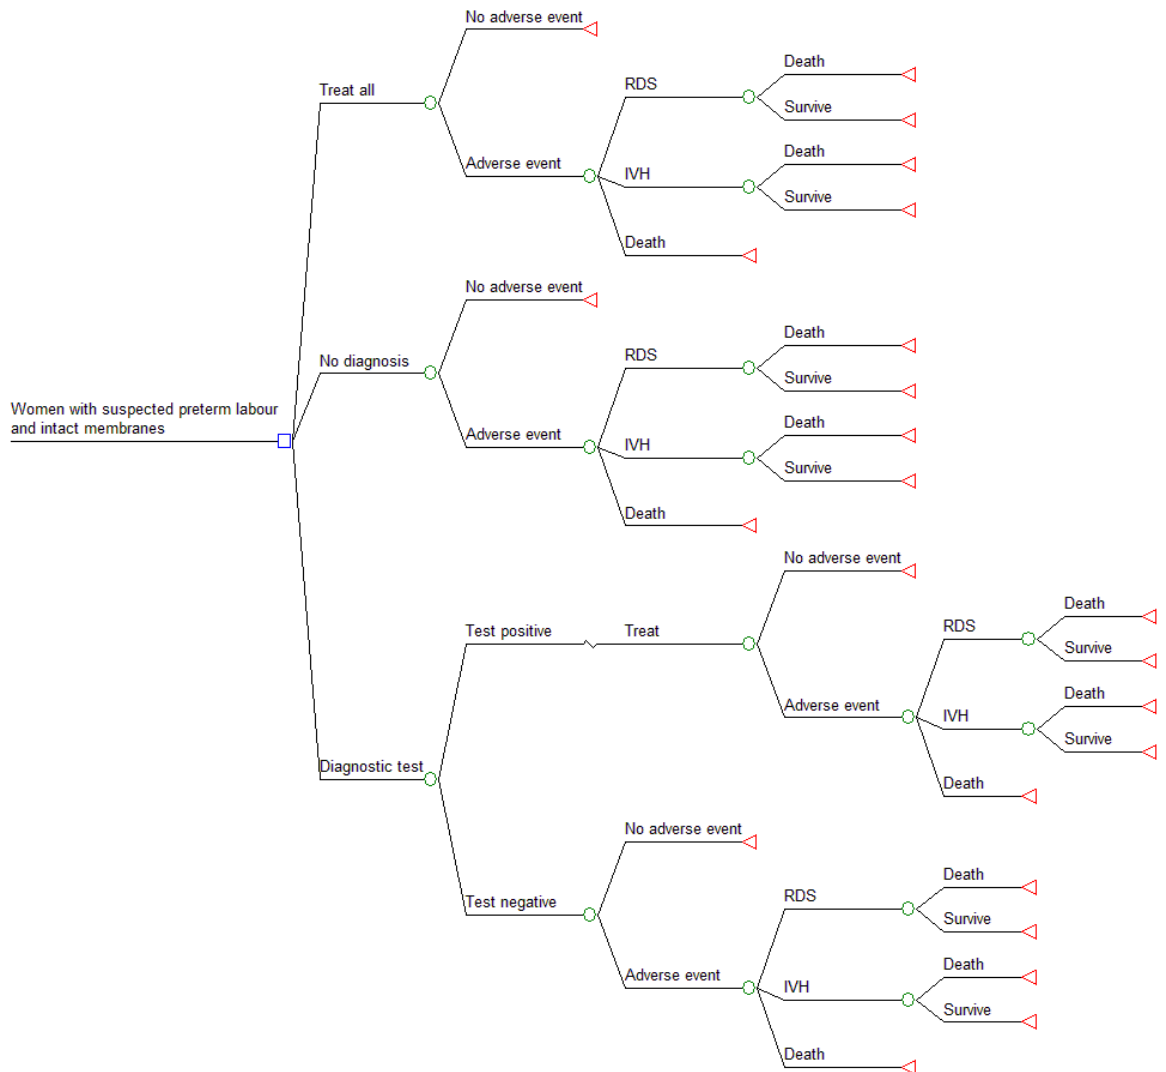 No adverse event
Death
Treat all
RDS
Survive
Death
Adverse event
IVH
Survive
Death
No adverse event
Death
No diagnosis
RDS
Survive
Women with suspected preterm labour
and intact membranes
Death
Adverse event
IVH
Survive
Death
No adverse event
Death
Test positive
Treat
RDS
Survive
Death
Adverse event
IVH
Survive
Diagnostic test
Death
No adverse event
Death
Test negative
RDS
Survive
Death
Adverse event
IVH
Survive
Death